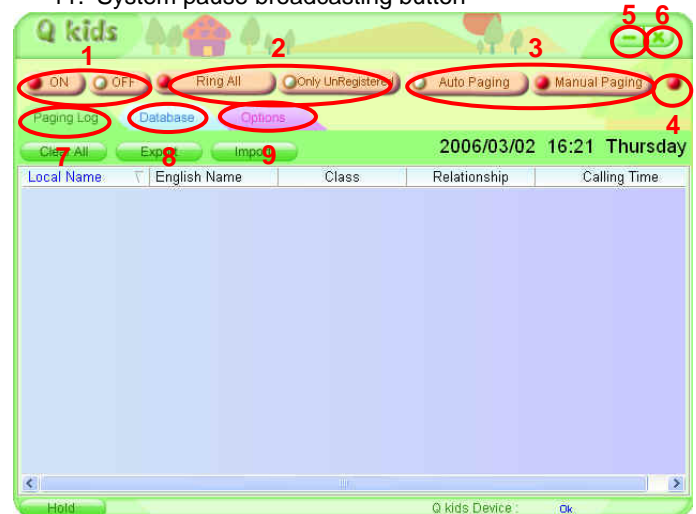 11. System pause broadcasting button
5 6
Q kids
1 2 3
ON OFF Ring All Only UnRegistered Auto Paging Manual Paging
4
Paging Log Database Options
7 8 9
Clear All Export Import 2006/03/02 16:21 Thursday
Local Name English Name Class Relationship Calling Time
Hold Q kids Device : Ok